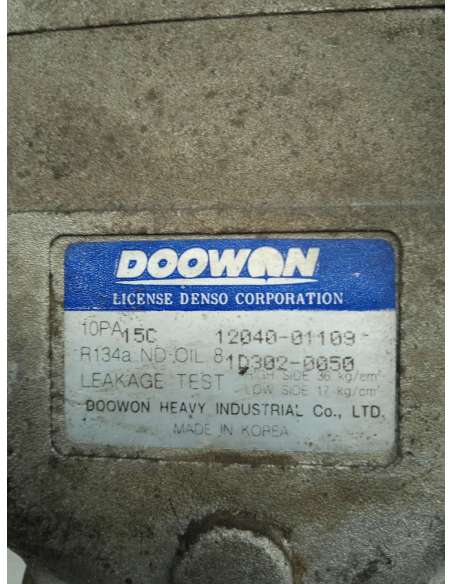 DOOWON
LICENSE DENSO CORPORATION
10PA 15C 12040-01109
R134a ND-OIL 8 1D302-0050
LEAKAGE TEST HIGH SIDE 36 kg/cm²
LOW SIDE 17 kg/cm²
DOOWON HEAVY INDUSTRIAL Co., LTD.
MADE IN KOREA